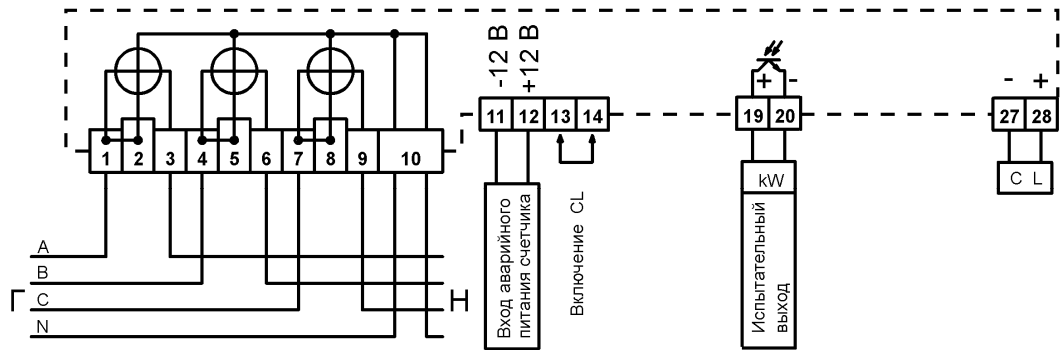 -12 В
+12 В
+ -
- +
1 2 3 4 5 6 7 8 9 10
11 12 13 14
19 20
27 28
kW
C L
A
B
C
N
Г
Н
Вход аварийного
питания счетчика
Включение CL
Испытательный
выход